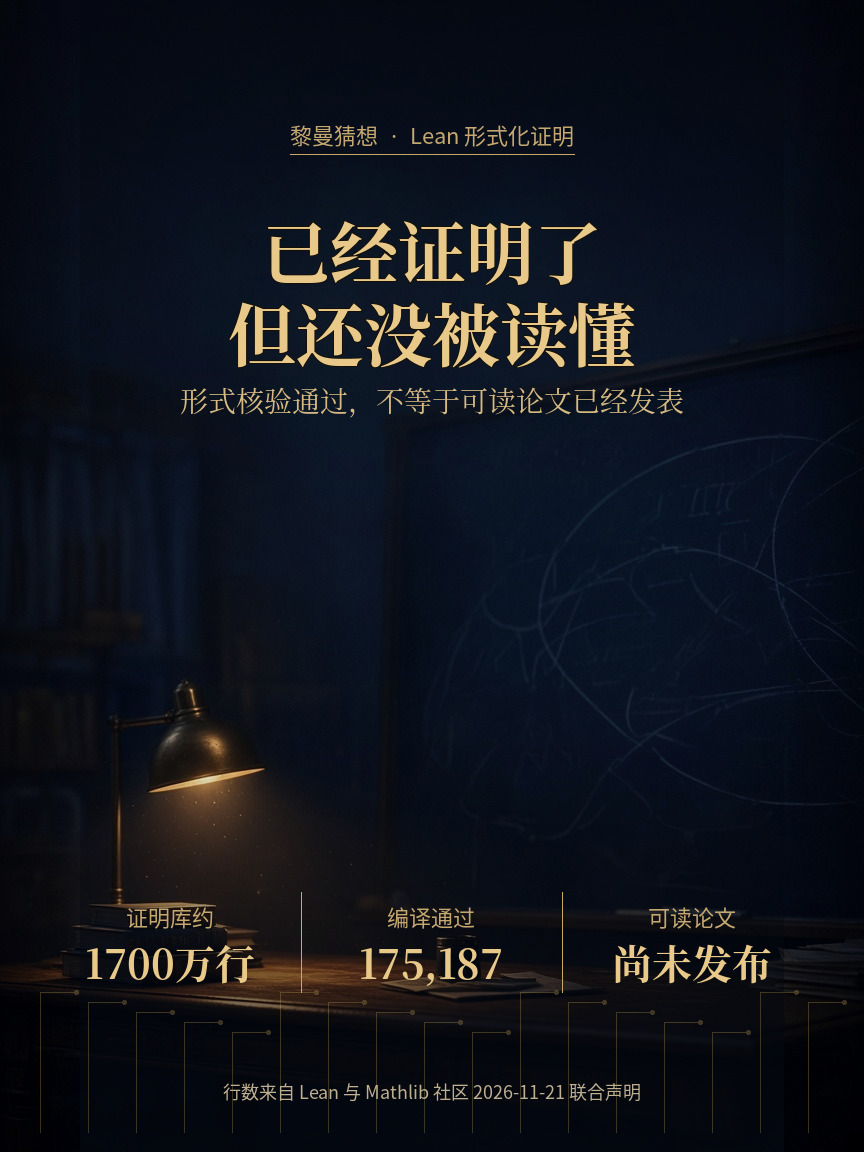 黎曼猜想 · Lean 形式化证明
已经证明了
但还没被读懂
形式核验通过，不等于可读论文已经发表
证明库约
1700万行
编译通过
175,187
可读论文
尚未发布
行数来自 Lean 与 Mathlib 社区 2026-11-21 联合声明